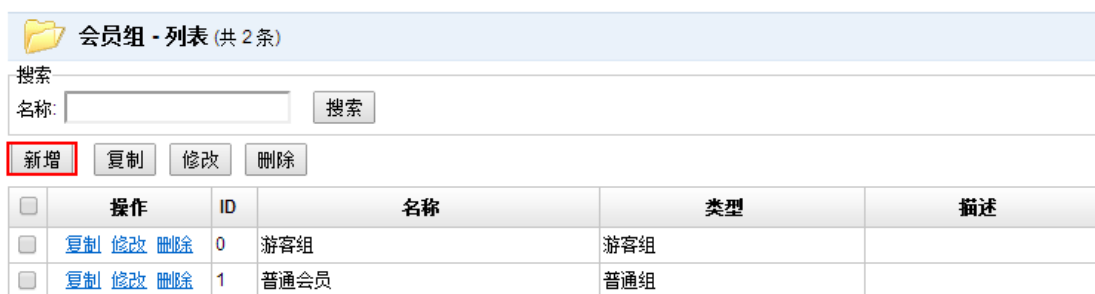 会员组 - 列表 (共 2 条)
搜索
名称: 搜索
新增 复制 修改 删除
操作 ID 名称 类型 描述
复制 修改 删除 0 游客组 游客组
复制 修改 删除 1 普通会员 普通组